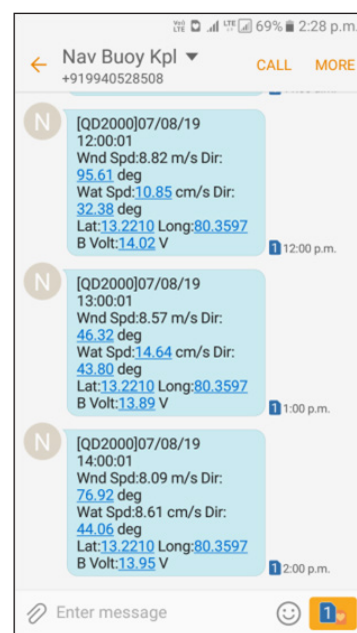 69% 2:28 p.m.
Nav Buoy Kpl
+919940528508
CALL MORE
N
[QD2000]07/08/19
12:00:01
Wnd Spd:8.82 m/s Dir:
95.61 deg
Wat Spd:10.85 cm/s Dir:
32.38 deg
Lat:13.2210 Long:80.3597
B Volt:14.02 V
1 12:00 p.m.
N
[QD2000]07/08/19
13:00:01
Wnd Spd:8.57 m/s Dir:
46.32 deg
Wat Spd:14.64 cm/s Dir:
43.80 deg
Lat:13.2210 Long:80.3597
B Volt:13.89 V
1 1:00 p.m.
N
[QD2000]07/08/19
14:00:01
Wnd Spd:8.09 m/s Dir:
76.92 deg
Wat Spd:8.61 cm/s Dir:
44.06 deg
Lat:13.2210 Long:80.3597
B Volt:13.95 V
1 2:00 p.m.
Enter message
1